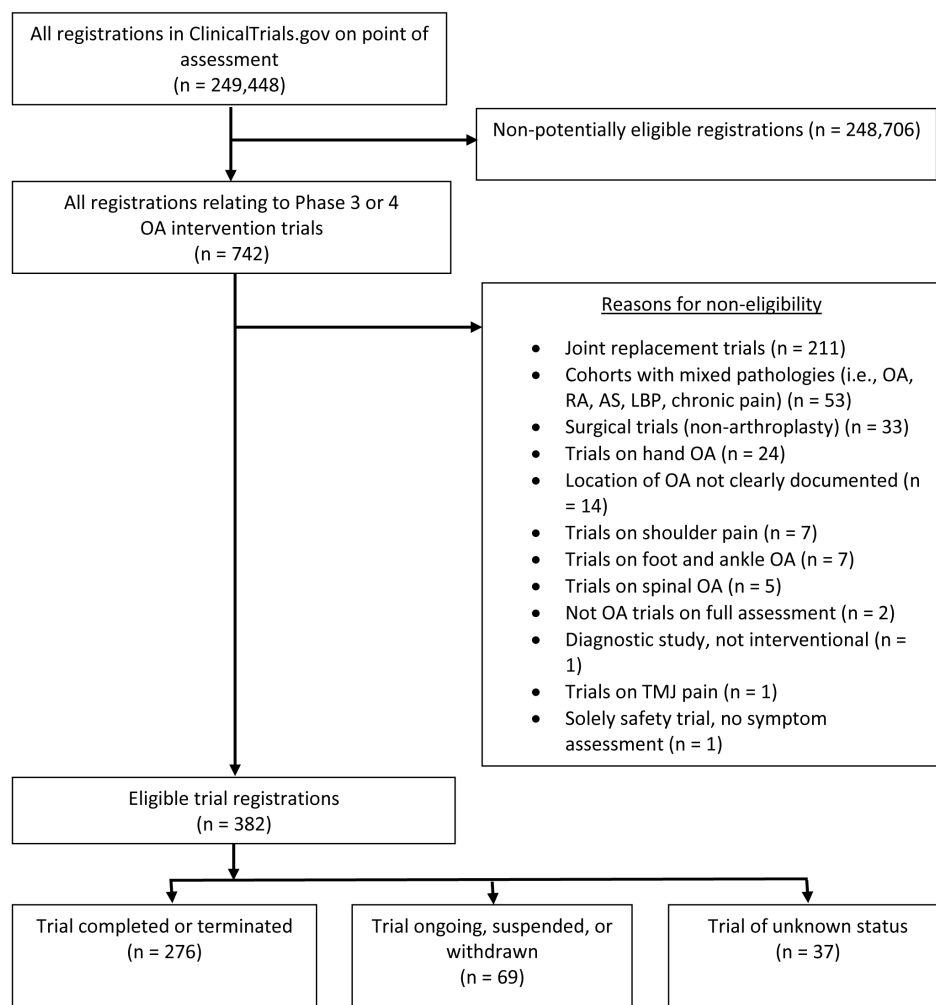 All registrations in ClinicalTrials.gov on point of
assessment
(n = 249,448)
Non-potentially eligible registrations (n = 248,706)
All registrations relating to Phase 3 or 4
OA intervention trials
(n = 742)
Reasons for non-eligibility
• Joint replacement trials (n = 211)
• Cohorts with mixed pathologies (i.e., OA,
RA, AS, LBP, chronic pain) (n = 53)
• Surgical trials (non-arthroplasty) (n = 33)
• Trials on hand OA (n = 24)
• Location of OA not clearly documented (n
= 14)
• Trials on shoulder pain (n = 7)
• Trials on foot and ankle OA (n = 7)
• Trials on spinal OA (n = 5)
• Not OA trials on full assessment (n = 2)
• Diagnostic study, not interventional (n =
1)
• Trials on TMJ pain (n = 1)
• Solely safety trial, no symptom
assessment (n = 1)
Eligible trial registrations
(n = 382)
Trial completed or terminated
(n = 276)
Trial ongoing, suspended, or
withdrawn
(n = 69)
Trial of unknown status
(n = 37)